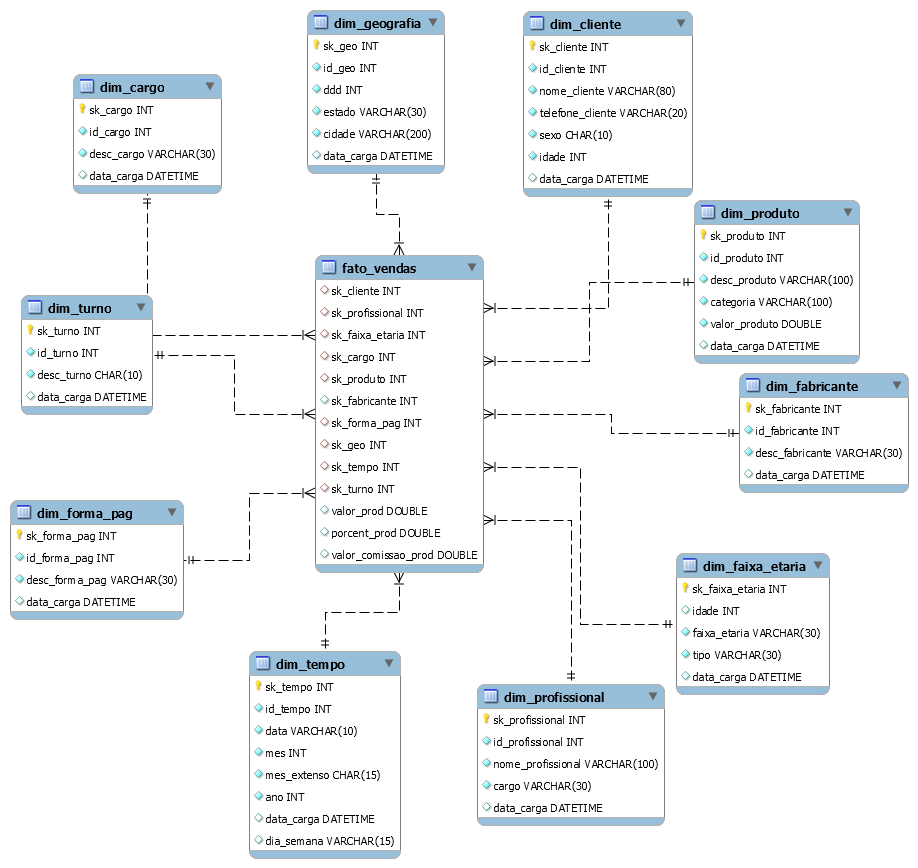 dim_geografia
sk_geo INT
id_geo INT
ddd INT
estado VARCHAR(30)
cidade VARCHAR(200)
data_carga DATETIME
dim_cliente
sk_cliente INT
id_cliente INT
nome_cliente VARCHAR(80)
telefone_cliente VARCHAR(20)
sexo CHAR(10)
idade INT
data_carga DATETIME
dim_cargo
sk_cargo INT
id_cargo INT
desc_cargo VARCHAR(30)
data_carga DATETIME
dim_produto
sk_produto INT
id_produto INT
desc_produto VARCHAR(100)
categoria VARCHAR(100)
valor_produto DOUBLE
data_carga DATETIME
fato_vendas
sk_cliente INT
sk_profissional INT
sk_faixa_etaria INT
sk_cargo INT
sk_produto INT
sk_fabricante INT
sk_forma_pag INT
sk_geo INT
sk_tempo INT
sk_turno INT
valor_prod DOUBLE
porcent_prod DOUBLE
valor_comissao_prod DOUBLE
dim_turno
sk_turno INT
id_turno INT
desc_turno CHAR(10)
data_carga DATETIME
dim_fabricante
sk_fabricante INT
id_fabricante INT
desc_fabricante VARCHAR(30)
data_carga DATETIME
dim_forma_pag
sk_forma_pag INT
id_forma_pag INT
desc_forma_pag VARCHAR(30)
data_carga DATETIME
dim_faixa_etaria
sk_faixa_etaria INT
idade INT
faixa_etaria VARCHAR(30)
tipo VARCHAR(30)
data_carga DATETIME
dim_tempo
sk_tempo INT
id_tempo INT
data VARCHAR(10)
mes INT
mes_extenso CHAR(15)
ano INT
data_carga DATETIME
dia_semana VARCHAR(15)
dim_profissional
sk_profissional INT
id_profissional INT
nome_profissional VARCHAR(100)
cargo VARCHAR(30)
data_carga DATETIME